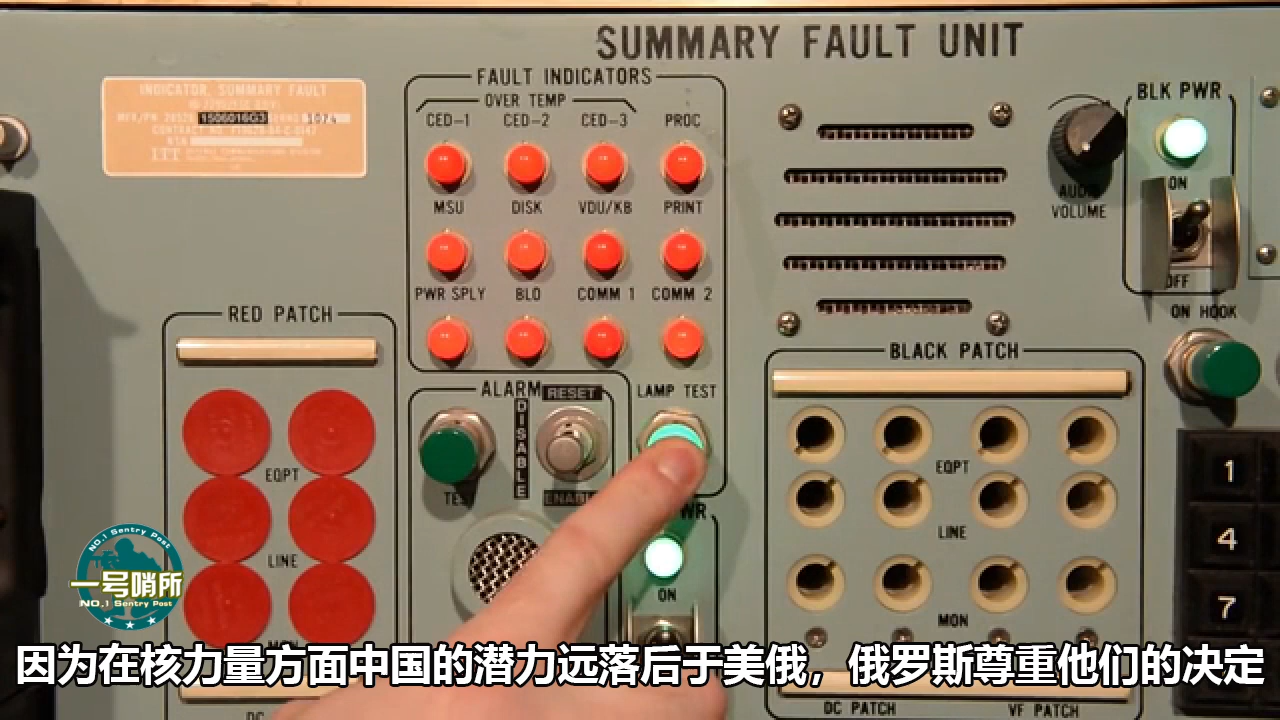 SUMMARY FAULT UNIT
FAULT INDICATORS
OVER TEMP
CED-1 CED-2 CED-3 PROC
MSU DISK VDU/KB PRINT
PWR SPLY BLO COMM 1 COMM 2
INDICATOR, SUMMARY FAULT
1506016G3
ITT
BLK PWR
ON
OFF
AUDIO
VOLUME
ON HOOK
RED PATCH
EQPT
LINE
ALARM
RESET
DISABLE
TEST
ENABLE
LAMP TEST
PWR
ON
BLACK PATCH
EQPT
LINE
MON
DC PATCH VF PATCH
1
4
7
NO.1 Sentry Post
一号哨所
NO.1 Sentry Post
因为在核力量方面中国的潜力远落后于美俄，俄罗斯尊重他们的决定